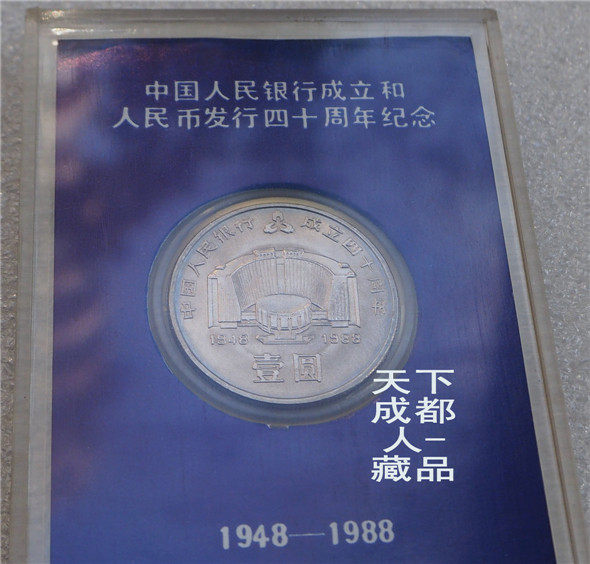 中国人民银行成立和
人民币发行四十周年纪念
中国人民银行 成立四十周年
1948 1988
壹圆
1948—1988
天下
成都
人一
藏品